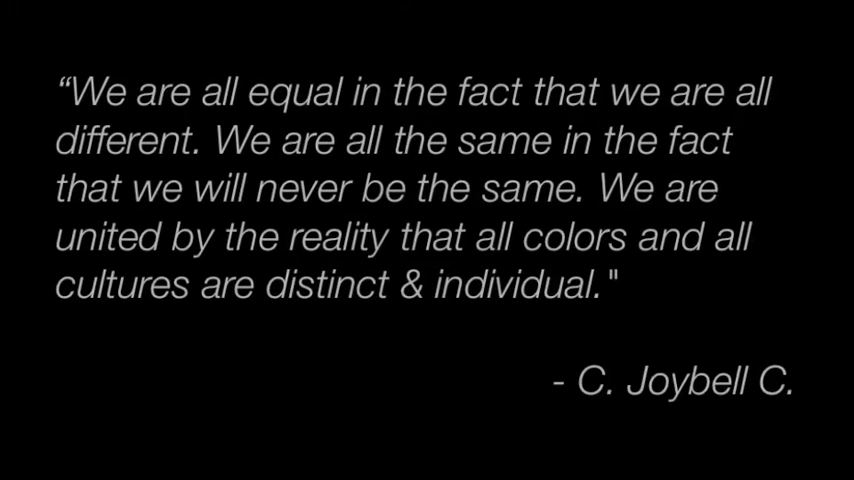 “We are all equal in the fact that we are all
different. We are all the same in the fact
that we will never be the same. We are
united by the reality that all colors and all
cultures are distinct & individual."
- C. Joybell C.